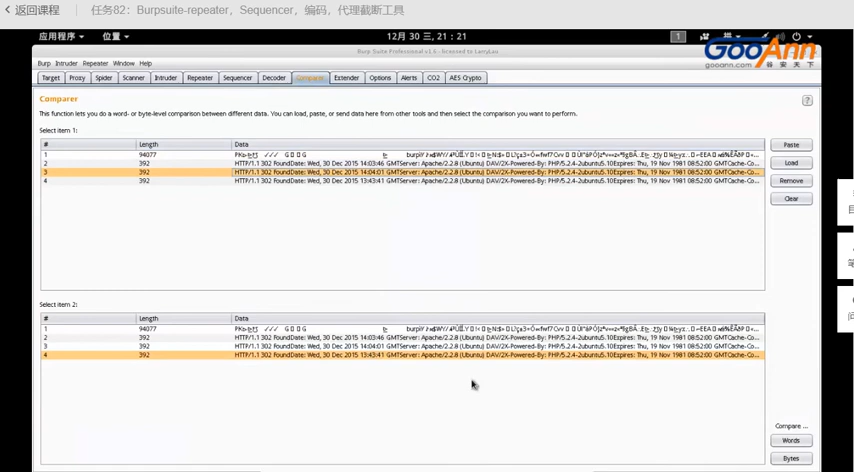 返回课程 任务82：Burpsuite-repeater，Sequencer，编码，代理截断工具
应用程序 位置 12月 30 三, 21 : 21 1
GooAnn
gooann.com 谷安天下
Burp Suite Professional v1.6 - licensed to LarryLau
Burp Intruder Repeater Window Help
Target Proxy Spider Scanner Intruder Repeater Sequencer Decoder Comparer Extender Options Alerts CO2 AES Crypto
Comparer ?
This function lets you do a word- or byte-level comparison between different data. You can load, paste, or send data here from other tools and then select the comparison you want to perform.
Select item 1:
# Length Data
1 94077
2 392 HTTP/1.1 302 FoundDate: Wed, 30 Dec 2015 14:03:46 GMTServer: Apache/2.2.8 (Ubuntu) DAV/2X-Powered-By: PHP/5.2.4-2ubuntu5.10Expires: Thu, 19 Nov 1981 08:52:00 GMTCache-Co...
3 392 HTTP/1.1 302 FoundDate: Wed, 30 Dec 2015 14:04:01 GMTServer: Apache/2.2.8 (Ubuntu) DAV/2X-Powered-By: PHP/5.2.4-2ubuntu5.10Expires: Thu, 19 Nov 1981 08:52:00 GMTCache-Co...
4 392 HTTP/1.1 302 FoundDate: Wed, 30 Dec 2015 13:43:41 GMTServer: Apache/2.2.8 (Ubuntu) DAV/2X-Powered-By: PHP/5.2.4-2ubuntu5.10Expires: Thu, 19 Nov 1981 08:52:00 GMTCache-Co...
Paste
Load
Remove
Clear
Select item 2:
# Length Data
1 94077
2 392 HTTP/1.1 302 FoundDate: Wed, 30 Dec 2015 14:03:46 GMTServer: Apache/2.2.8 (Ubuntu) DAV/2X-Powered-By: PHP/5.2.4-2ubuntu5.10Expires: Thu, 19 Nov 1981 08:52:00 GMTCache-Co...
3 392 HTTP/1.1 302 FoundDate: Wed, 30 Dec 2015 14:04:01 GMTServer: Apache/2.2.8 (Ubuntu) DAV/2X-Powered-By: PHP/5.2.4-2ubuntu5.10Expires: Thu, 19 Nov 1981 08:52:00 GMTCache-Co...
4 392 HTTP/1.1 302 FoundDate: Wed, 30 Dec 2015 13:43:41 GMTServer: Apache/2.2.8 (Ubuntu) DAV/2X-Powered-By: PHP/5.2.4-2ubuntu5.10Expires: Thu, 19 Nov 1981 08:52:00 GMTCache-Co...
Compare ...
Words
Bytes